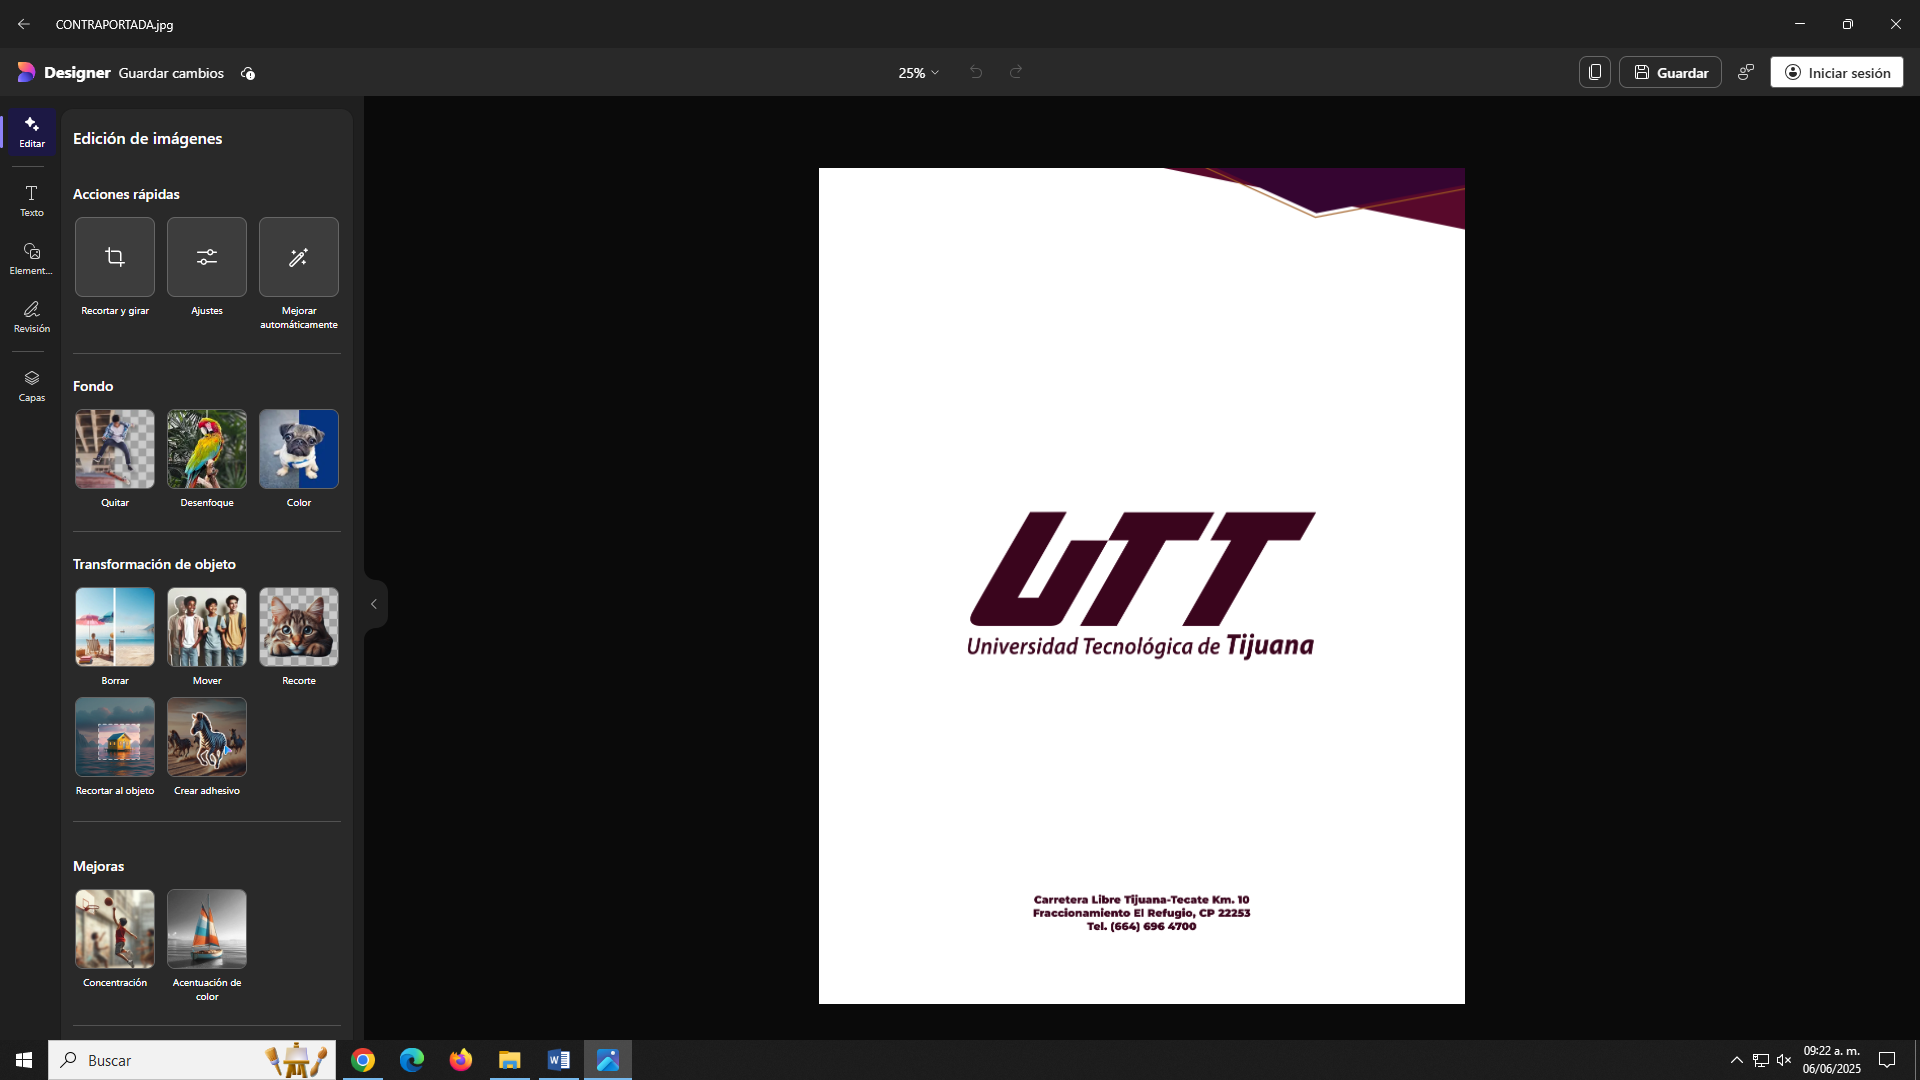 CONTRAPORTADA.jpg
Designer Guardar cambios
25%
Guardar
Iniciar sesión
Editar
Texto
Element...
Revisión
Capas
Edición de imágenes
Acciones rápidas
Recortar y girar
Ajustes
Mejorar
automáticamente
Fondo
Quitar
Desenfoque
Color
Transformación de objeto
Borrar
Mover
Recorte
Recortar al objeto
Crear adhesivo
Mejoras
Concentración
Acentuación de
color
UTT
Universidad Tecnológica de Tijuana
Carretera Libre Tijuana-Tecate Km. 10
Fraccionamiento El Refugio, CP 22253
Tel. (664) 696 4700
Buscar
09:22 a. m.
06/06/2025